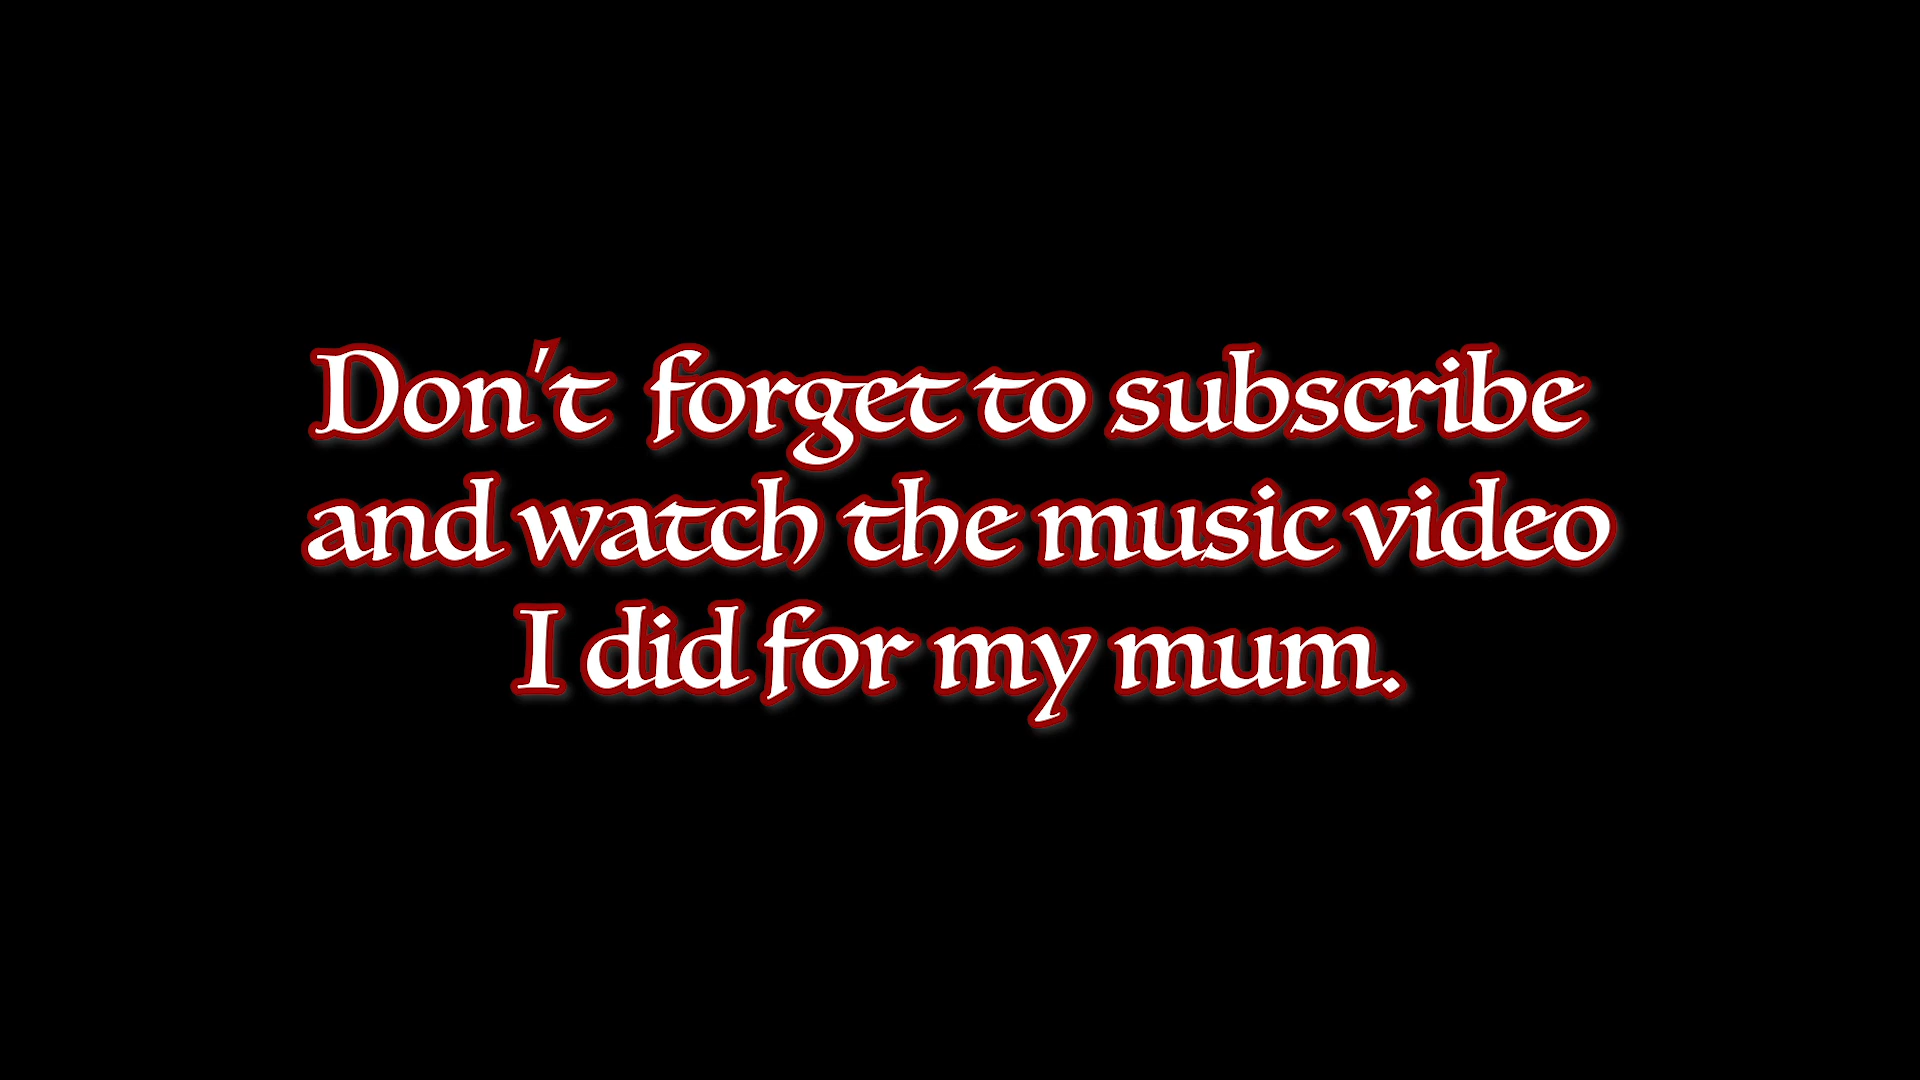 Don't forget to subscribe
and watch the music video
I did for my mum.